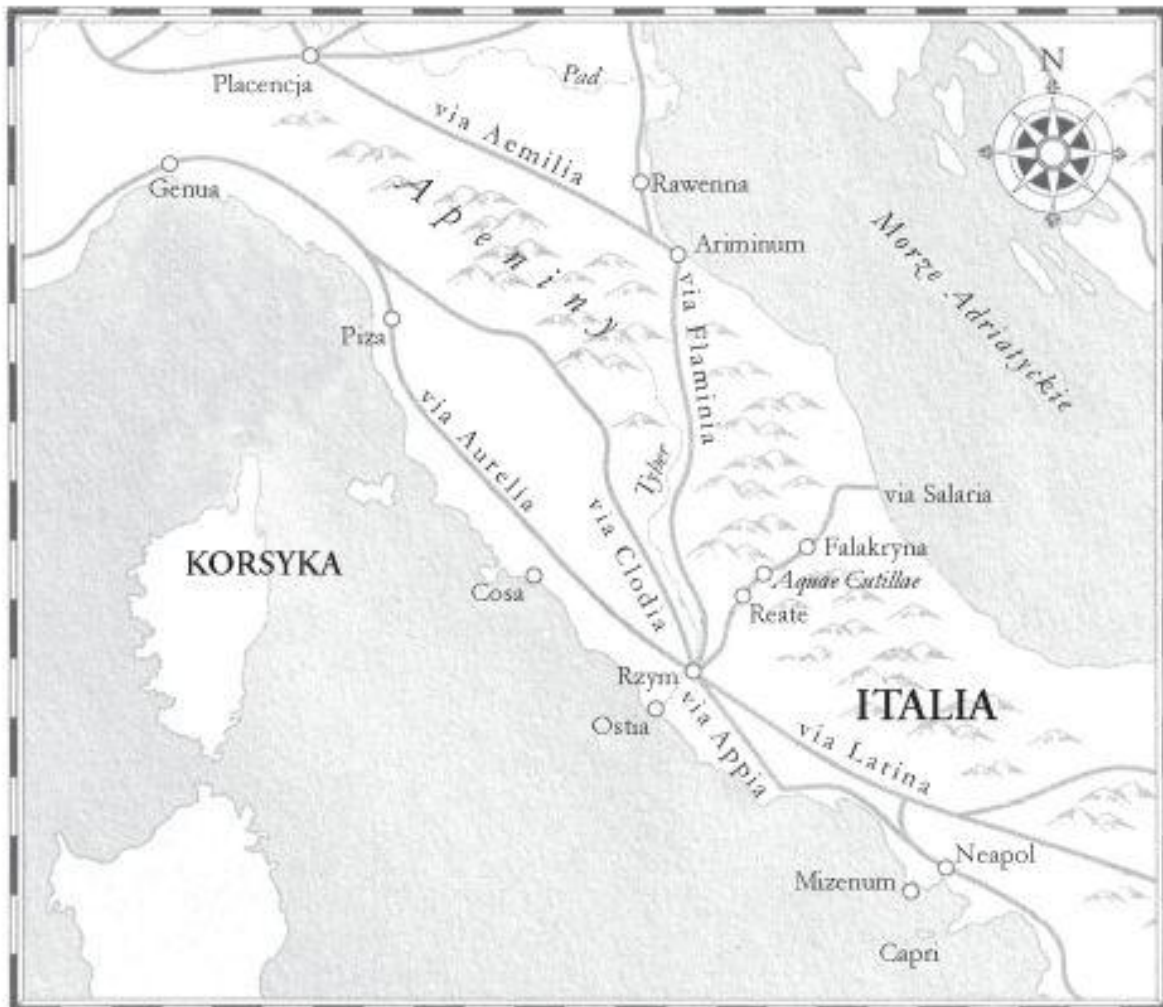 N
Pad
Placencja
via Aemilia
Genua
Rawenna
Apeniny
Ariminum
Morze Adriatyckie
Piza
via Flaminia
via Aurelia
Tyber
via Salaria
KORSYKA
via Clodia
Falakryna
Cosa
Aquae Cutillae
Reate
Rzym
ITALIA
Ostia
via Appia
via Latina
Neapol
Mizenum
Capri